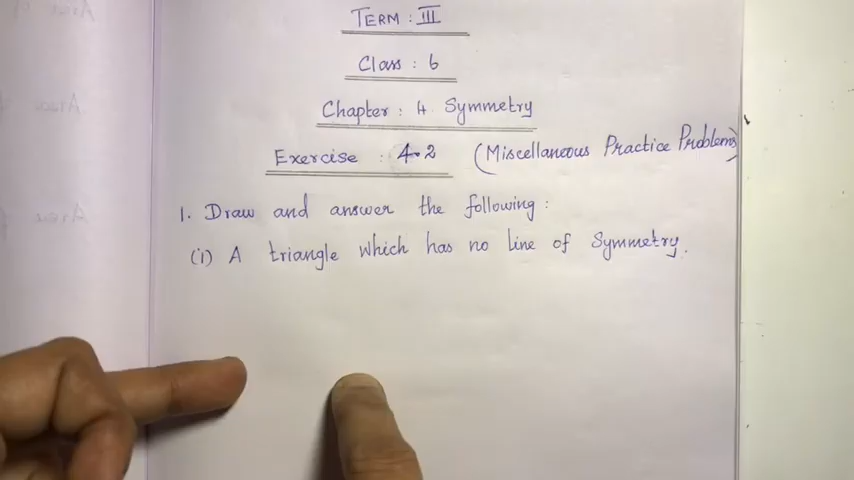 TERM : III
Class : 6
Chapter : 4 Symmetry
Exercise : 4.2 (Miscellaneous Practice Problems)
1. Draw and answer the following :
(i) A triangle which has no line of Symmetry.